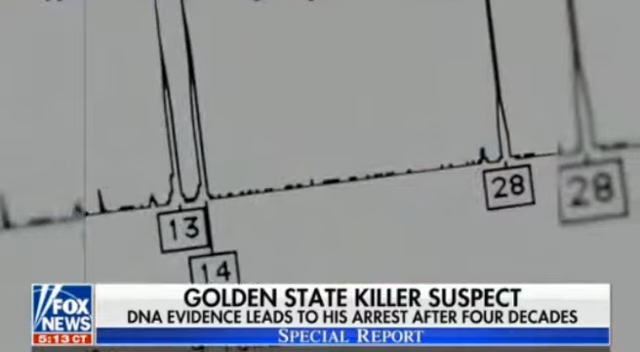 13
14
28
28
GOLDEN STATE KILLER SUSPECT
DNA EVIDENCE LEADS TO HIS ARREST AFTER FOUR DECADES
SPECIAL REPORT
FOX
NEWS
5:13 CT